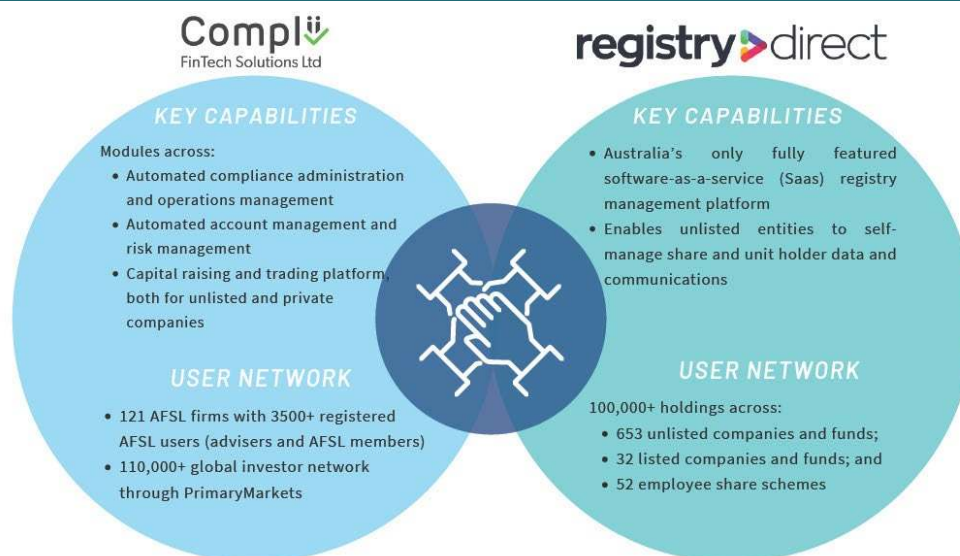 Complii
FinTech Solutions Ltd
KEY CAPABILITIES
Modules across:
• Automated compliance administration
and operations management
• Automated account management and
risk management
• Capital raising and trading platform,
both for unlisted and private
companies
USER NETWORK
• 121 AFSL firms with 3500+ registered
AFSL users (advisers and AFSL members)
• 110,000+ global investor network
through PrimaryMarkets
registry direct
KEY CAPABILITIES
• Australia's only fully featured
software-as-a-service (Saas) registry
management platform
• Enables unlisted entities to self-
manage share and unit holder data and
communications
USER NETWORK
100,000+ holdings across:
• 653 unlisted companies and funds;
• 32 listed companies and funds; and
• 52 employee share schemes